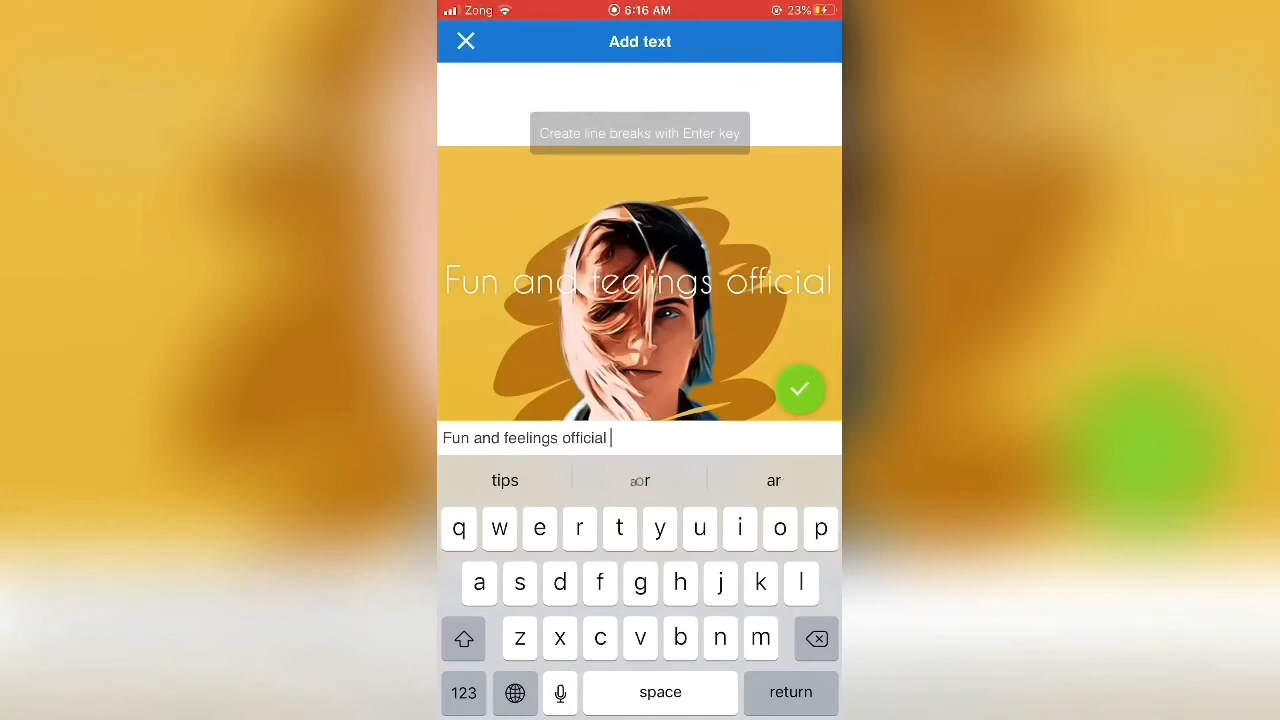 Zong 6:16 AM 23%
Add text
Create line breaks with Enter key
Fun and feelings official
Fun and feelings official
tips ar
q w e r t y u i o p
a s d f g h j k l
z x c v b n m
123 space return